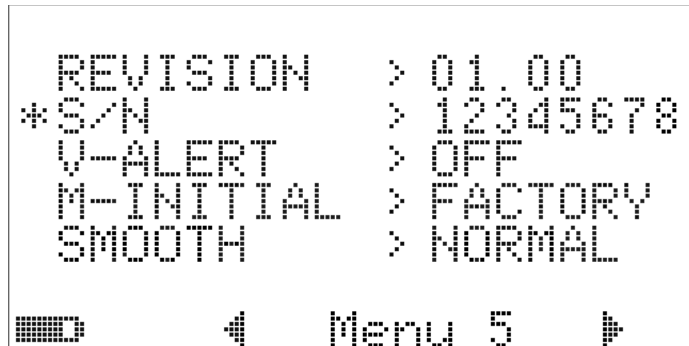 REVISION > 01.00
*S/N > 12345678
V-ALERT > OFF
M-INITIAL > FACTORY
SMOOTH > NORMAL
◀ Menu 5 ▶